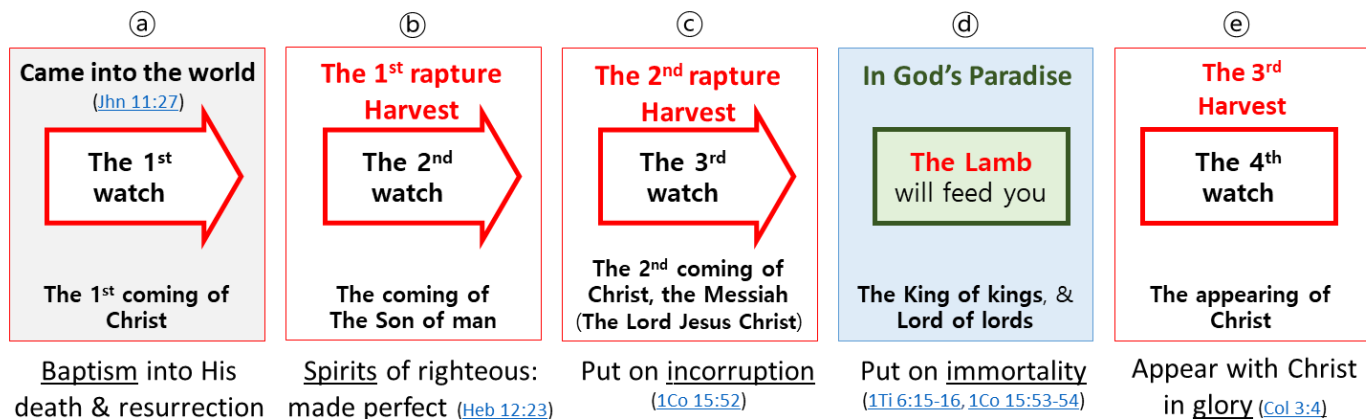 ⓐ
Came into the world
(Jhn 11:27)
The 1st
watch
The 1st coming of
Christ
Baptism into His
death & resurrection
ⓑ
The 1st rapture
Harvest
The 2nd
watch
The coming of
The Son of man
Spirits of righteous:
made perfect (Heb 12:23)
ⓒ
The 2nd rapture
Harvest
The 3rd
watch
The 2nd coming of
Christ, the Messiah
(The Lord Jesus Christ)
Put on incorruption
(1Co 15:52)
ⓓ
In God’s Paradise
The Lamb
will feed you
The King of kings, &
Lord of lords
Put on immortality
(1Ti 6:15-16, 1Co 15:53-54)
ⓔ
The 3rd
Harvest
The 4th
watch
The appearing of
Christ
Appear with Christ
in glory (Col 3:4)